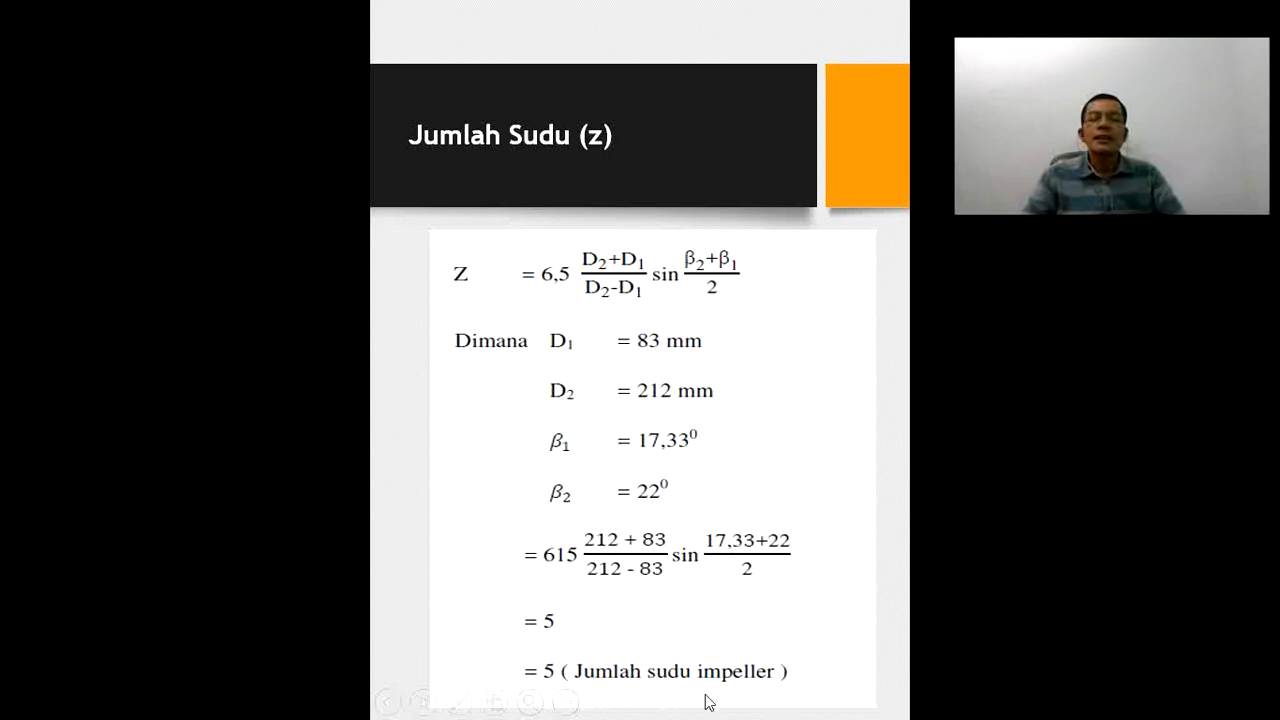 Jumlah Sudu (z)
Z = 6,5 D₂+D₁ / D₂-D₁ sin β₂+β₁ / 2
Dimana D₁ = 83 mm
D₂ = 212 mm
β₁ = 17,33⁰
β₂ = 22⁰
= 615 212 + 83 / 212 - 83 sin 17,33+22 / 2
= 5
= 5 ( Jumlah sudu impeller )